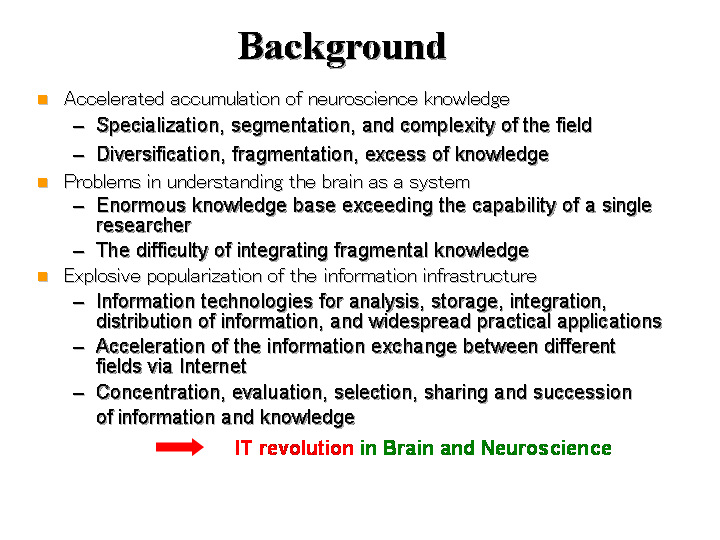 Background
Accelerated accumulation of neuroscience knowledge
– Specialization, segmentation, and complexity of the field
– Diversification, fragmentation, excess of knowledge
Problems in understanding the brain as a system
– Enormous knowledge base exceeding the capability of a single
researcher
– The difficulty of integrating fragmental knowledge
Explosive popularization of the information infrastructure
– Information technologies for analysis, storage, integration,
distribution of information, and widespread practical applications
– Acceleration of the information exchange between different
fields via Internet
– Concentration, evaluation, selection, sharing and succession
of information and knowledge
IT revolution in Brain and Neuroscience